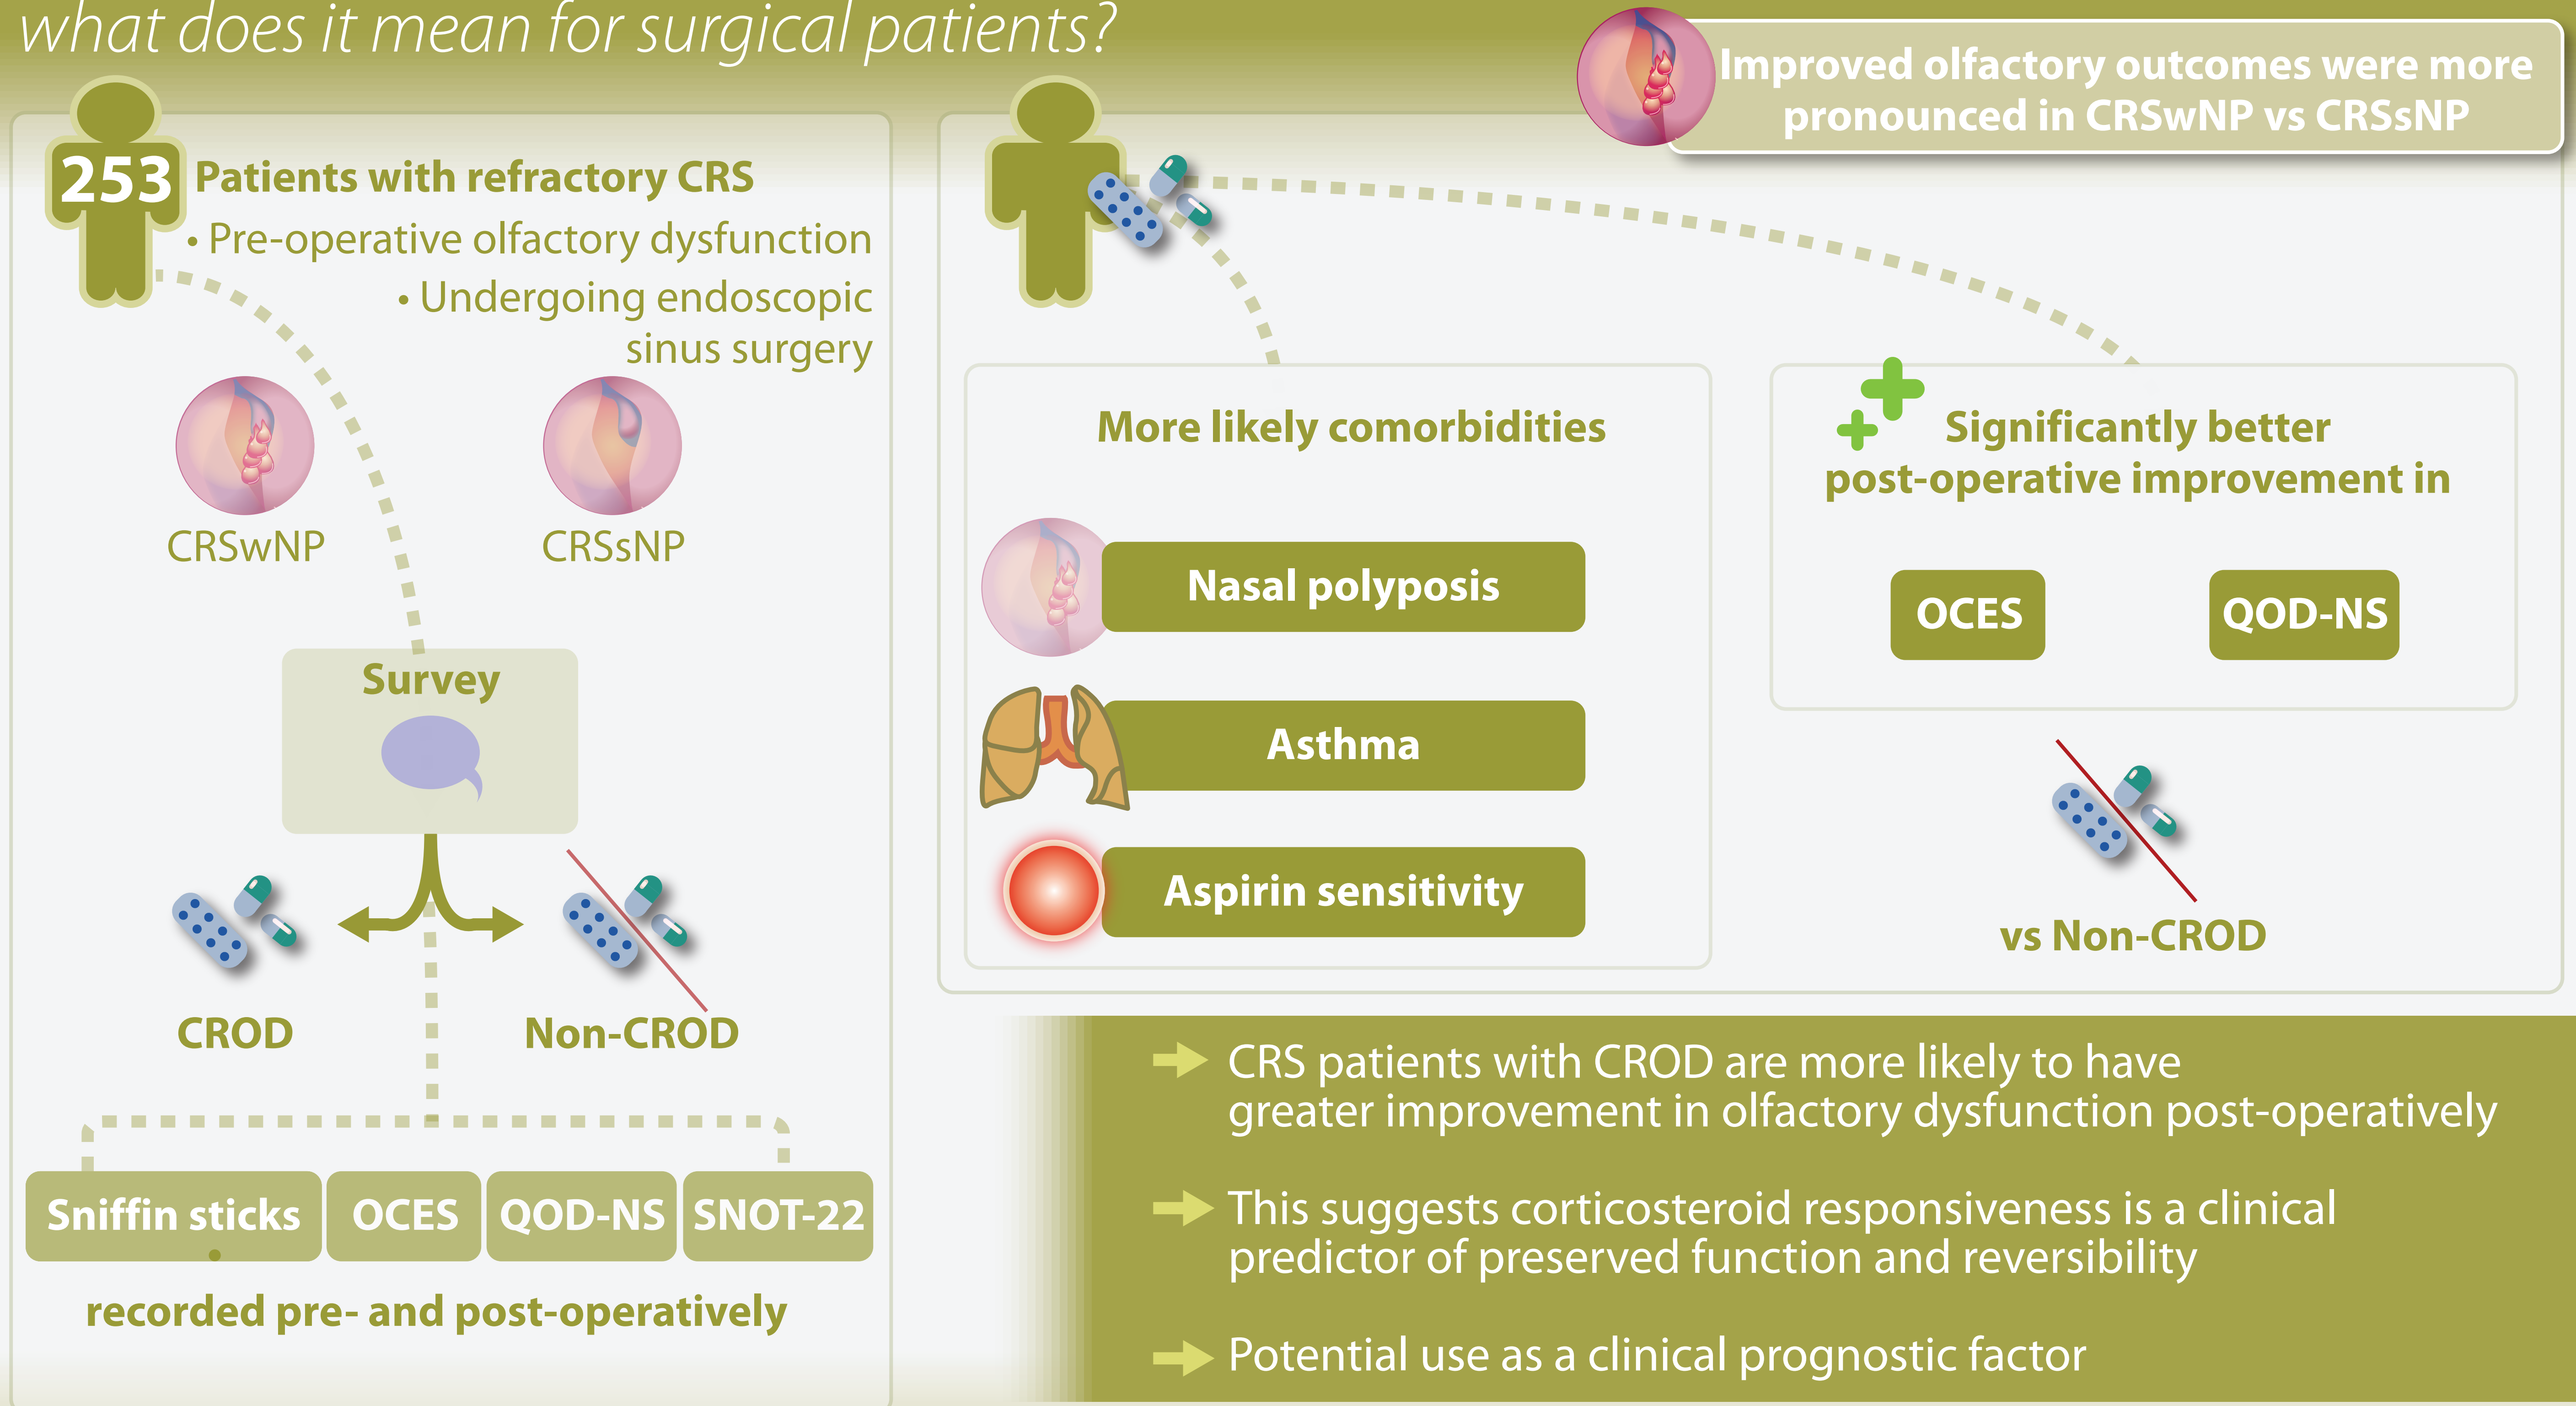 what does it mean for surgical patients?
253
Patients with refractory CRS
• Pre-operative olfactory dysfunction
• Undergoing endoscopic
sinus surgery
CRSwNP
CRSsNP
Survey
CROD
Non-CROD
Sniffin sticks
OCES
QOD-NS
SNOT-22
recorded pre- and post-operatively
Improved olfactory outcomes were more
pronounced in CRSwNP vs CRSsNP
More likely comorbidities
Nasal polyposis
Asthma
Aspirin sensitivity
Significantly better
post-operative improvement in
OCES
QOD-NS
vs Non-CROD
CRS patients with CROD are more likely to have
greater improvement in olfactory dysfunction post-operatively
This suggests corticosteroid responsiveness is a clinical
predictor of preserved function and reversibility
Potential use as a clinical prognostic factor